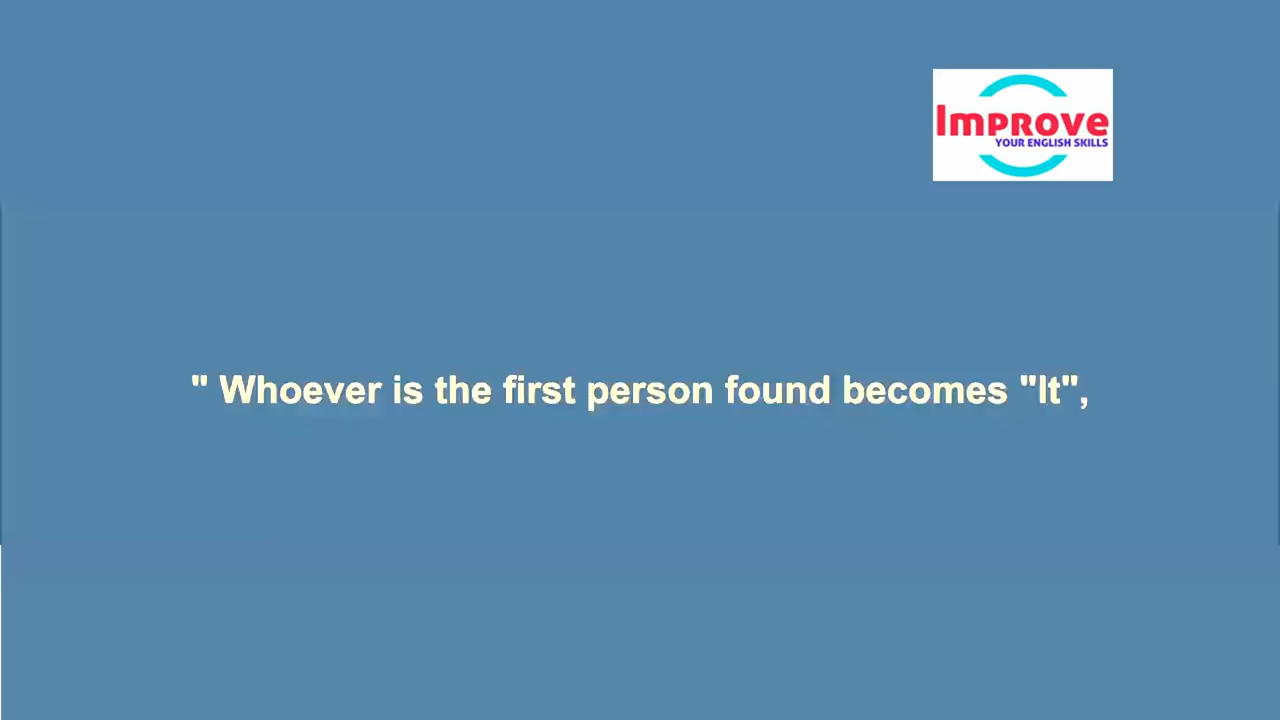 Improve
YOUR ENGLISH SKILLS
" Whoever is the first person found becomes "It",